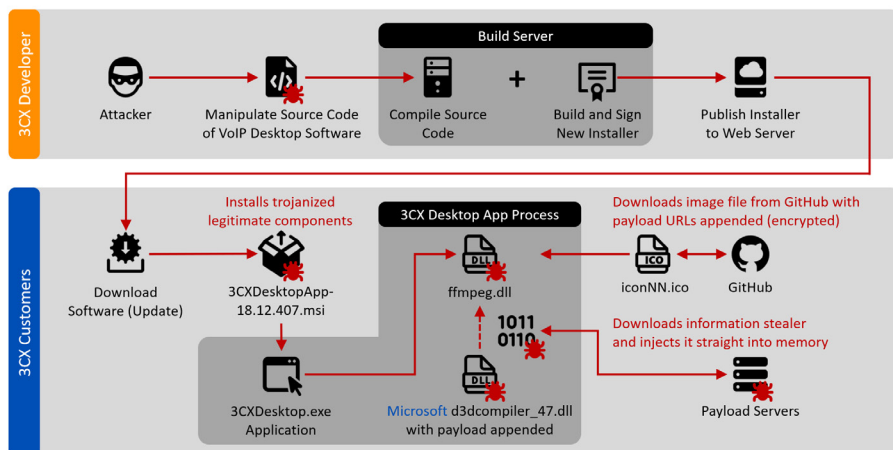 3CX Developer
Build Server
Attacker
Manipulate Source Code
of VoIP Desktop Software
Compile Source
Code
+
Build and Sign
New Installer
Publish Installer
to Web Server
3CX Customers
Installs trojanized
legitimate components
3CX Desktop App Process
Downloads image file from GitHub with
payload URLs appended (encrypted)
DLL
ICO
Download
Software (Update)
3CXDesktopApp-
18.12.407.msi
ffmpeg.dll
iconNN.ico
GitHub
1011
0110
Downloads information stealer
and injects it straight into memory
DLL
3CXDesktop.exe
Application
Microsoft d3dcompiler_47.dll
with payload appended
Payload Servers